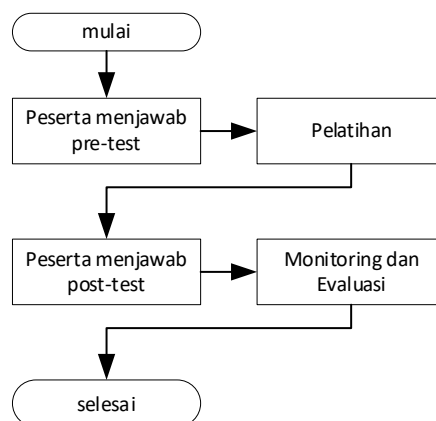 mulai
Peserta menjawab
pre-test
Pelatihan
Peserta menjawab
post-test
Monitoring dan
Evaluasi
selesai